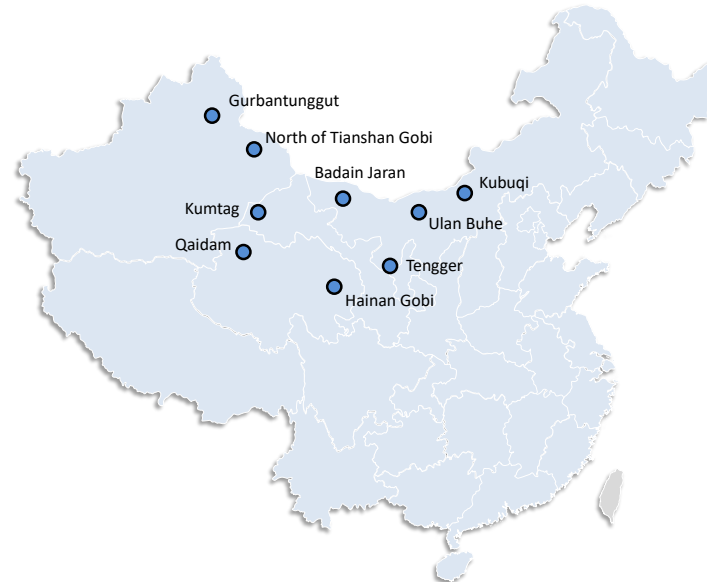 Gurbantunggut
North of Tianshan Gobi
Badain Jaran
Kubuqi
Kumtag
Ulan Buhe
Qaidam
Tengger
Hainan Gobi